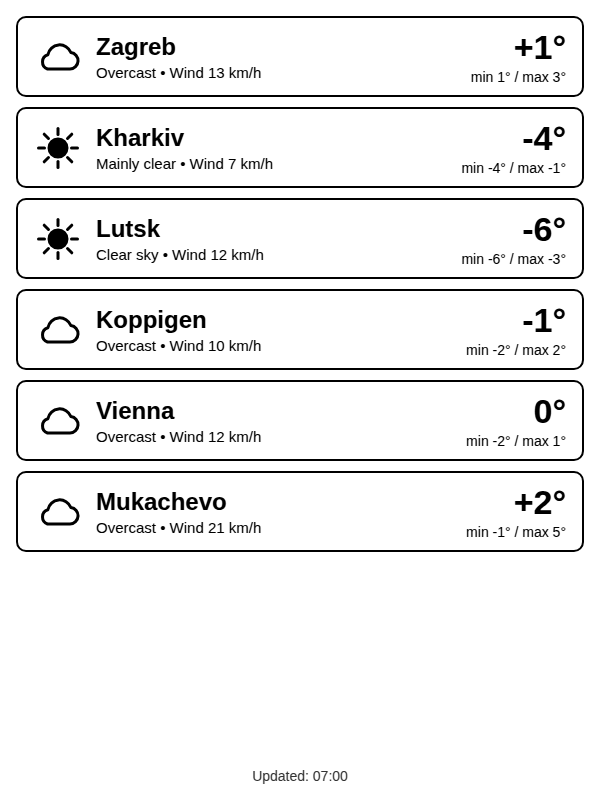 Zagreb
+1°
Overcast • Wind 13 km/h
min 1° / max 3°
Kharkiv
-4°
Mainly clear • Wind 7 km/h
min -4° / max -1°
Lutsk
-6°
Clear sky • Wind 12 km/h
min -6° / max -3°
Koppigen
-1°
Overcast • Wind 10 km/h
min -2° / max 2°
Vienna
0°
Overcast • Wind 12 km/h
min -2° / max 1°
Mukachevo
+2°
Overcast • Wind 21 km/h
min -1° / max 5°
Updated: 07:00